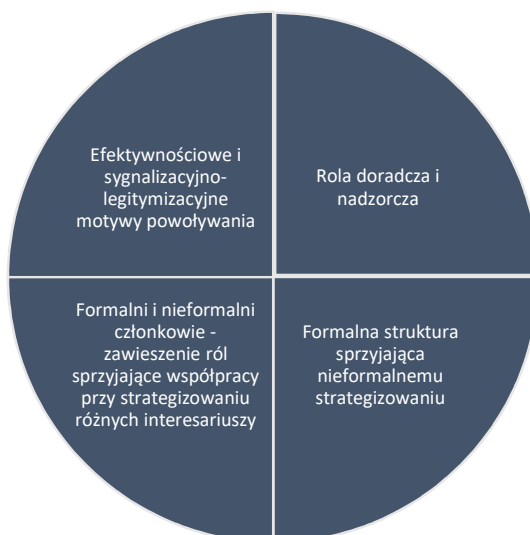 Efektywnościowe i
sygnalizacyjno-
legitymizacyjne
motywy powoływania
Rola doradcza i
nadzorcza
Formalni i nieformalni
członkowie -
zawieszenie ról
sprzyjające współpracy
przy strategizowaniu
różnych interesariuszy
Formalna struktura
sprzyjająca
nieformalnemu
strategizowaniu